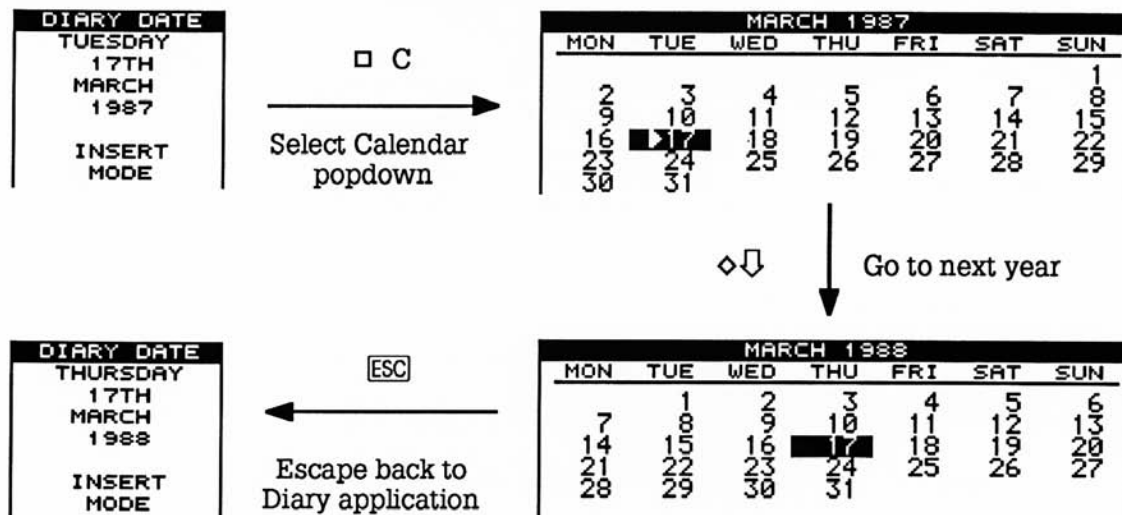 DIARY DATE
TUESDAY
17TH
MARCH
1987
INSERT
MODE
□ C
Select Calendar
popdown
MARCH 1987
MON TUE WED THU FRI SAT SUN
1
2 3 4 5 6 7 8
9 10 11 12 13 14 15
16 17 18 19 20 21 22
23 24 25 26 27 28 29
30 31
◇⇩
Go to next year
MARCH 1988
MON TUE WED THU FRI SAT SUN
1 2 3 4 5 6
7 8 9 10 11 12 13
14 15 16 17 18 19 20
21 22 23 24 25 26 27
28 29 30 31
ESC
Escape back to
Diary application
DIARY DATE
THURSDAY
17TH
MARCH
1988
INSERT
MODE